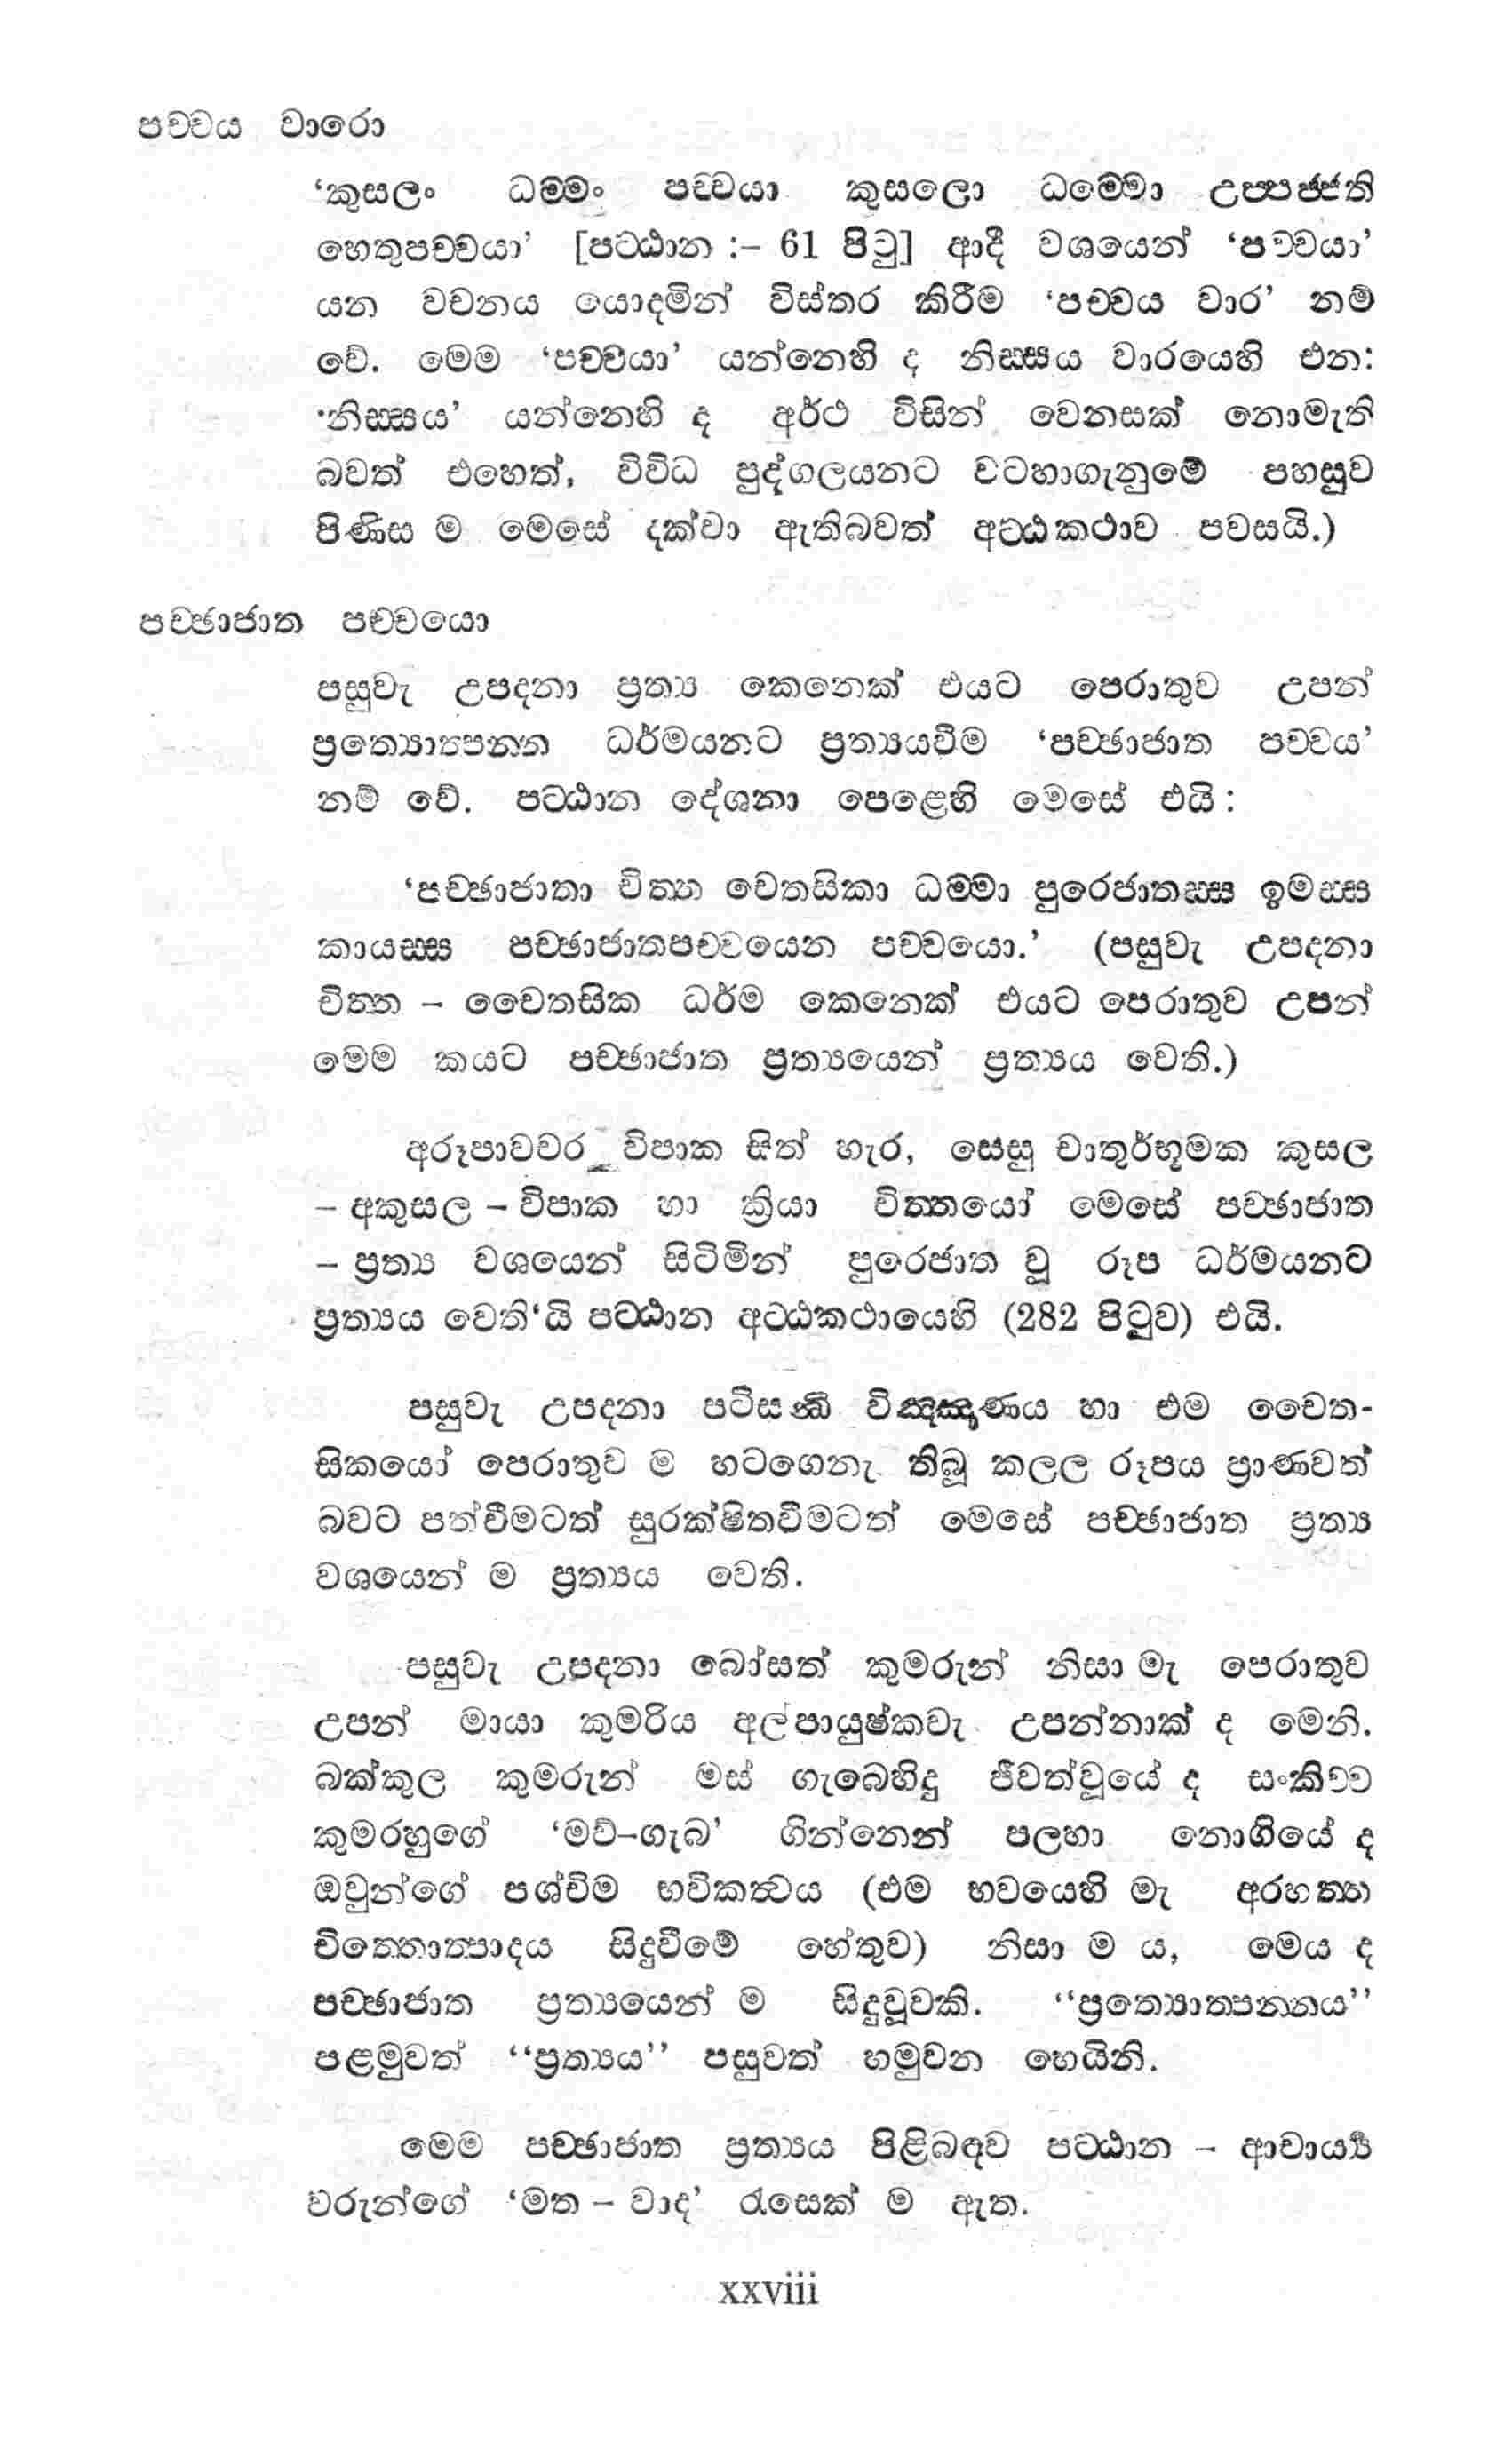 පච්චය වාරො
‘කුසලං ධම්මං පච්චයා කුසලො ධම්මො උප්පජ්ජති
හෙතුපච්චයා’ [පට්ඨාන :– 61 පිටු] ආදී වශයෙන් ‘පච්චයා’
යන වචනය යොදමින් විස්තර කිරීම ‘පච්චය වාර’ නම්
වේ. මෙම ‘පච්චයා’ යන්නෙහි ද නිස්සය වාරයෙහි එන:
‘නිස්සය’ යන්නෙහි ද අර්ථ විසින් වෙනසක් නොමැති
බවත් එහෙත්, විවිධ පුද්ගලයනට වටහාගැනුමේ පහසුව
පිණිස ම මෙසේ දක්වා ඇතිබවත් අට්ඨකථාව පවසයි.)
පච්ඡාජාත පච්චයො
පසුවැ උපදනා ප්‍රත්‍ය කෙනෙක් එයට පෙරාතුව උපන්
ප්‍රත්‍යොත්පන්න ධර්මයනට ප්‍රත්‍යයවීම ‘පච්ඡාජාත පච්චය’
නම් වේ. පට්ඨාන දේශනා පෙළෙහි මෙසේ එයි :
‘පච්ඡාජාතා චිත්ත චෙතසිකා ධම්මා පුරෙජාතස්ස ඉමස්ස
කායස්ස පච්ඡාජාතපච්චයෙන පච්චයො.’ (පසුවැ උපදනා
චිත්ත – චෛතසික ධර්ම කෙනෙක් එයට පෙරාතුව උපන්
මෙම කයට පච්ඡාජාත ප්‍රත්‍යයෙන් ප්‍රත්‍යය වෙති.)
අරූපාවචර විපාක සිත් හැර, සෙසු චාතුර්භූමක කුසල
– අකුසල – විපාක හා ක්‍රියා චිත්තයෝ මෙසේ පච්ඡාජාත
– ප්‍රත්‍ය වශයෙන් සිටිමින් පුරෙජාත වූ රූප ධර්මයනට
ප්‍රත්‍යය වෙති‘යි පට්ඨාන අට්ඨකථායෙහි (282 පිටුව) එයි.
පසුවැ උපදනා පටිසන්ධි විඤ්ඤාණය හා එම චෛත-
සිකයෝ පෙරාතුව ම හටගෙනැ තිබූ කලල රූපය ප්‍රාණවත්
බවට පත්වීමටත් සුරක්ෂිතවීමටත් මෙසේ පච්ඡාජාත ප්‍රත්‍ය
වශයෙන් ම ප්‍රත්‍යය වෙති.
පසුවැ උපදනා බෝසත් කුමරුන් නිසා මැ පෙරාතුව
උපන් මායා කුමරිය අල්පායුෂ්කවැ උපන්නාක් ද මෙනි.
බක්කුල කුමරුන් මස් ගැබෙහිදු ජීවත්වූයේ ද සංකිච්ච
කුමරහුගේ ‘මව්–ගැබ’ ගින්නෙන් පලහා නොගියේ ද
ඔවුන්ගේ පශ්චිම භවිකත්වය (එම භවයෙහි මැ අරහත්ත
චිත්තොත්පාදය සිදුවීමේ හේතුව) නිසා ම ය, මෙය ද
පච්ඡාජාත ප්‍රත්‍යයෙන් ම සිදුවූවකි. “ප්‍රත්‍යොත්පන්නය”
පළමුවත් “ප්‍රත්‍යය” පසුවත් හමුවන හෙයිනි.
මෙම පච්ඡාජාත ප්‍රත්‍යය පිළිබඳව පට්ඨාන – ආචාර්‍ය්‍ය
වරුන්ගේ ‘මත – වාද’ රැසෙක් ම ඇත.
xxviii